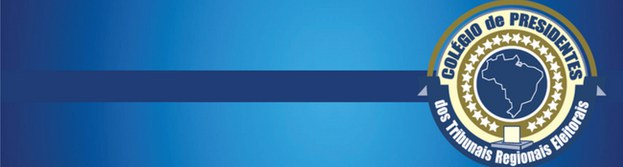 COLÉGIO de PRESIDENTES
dos Tribunais Regionais Eleitorais